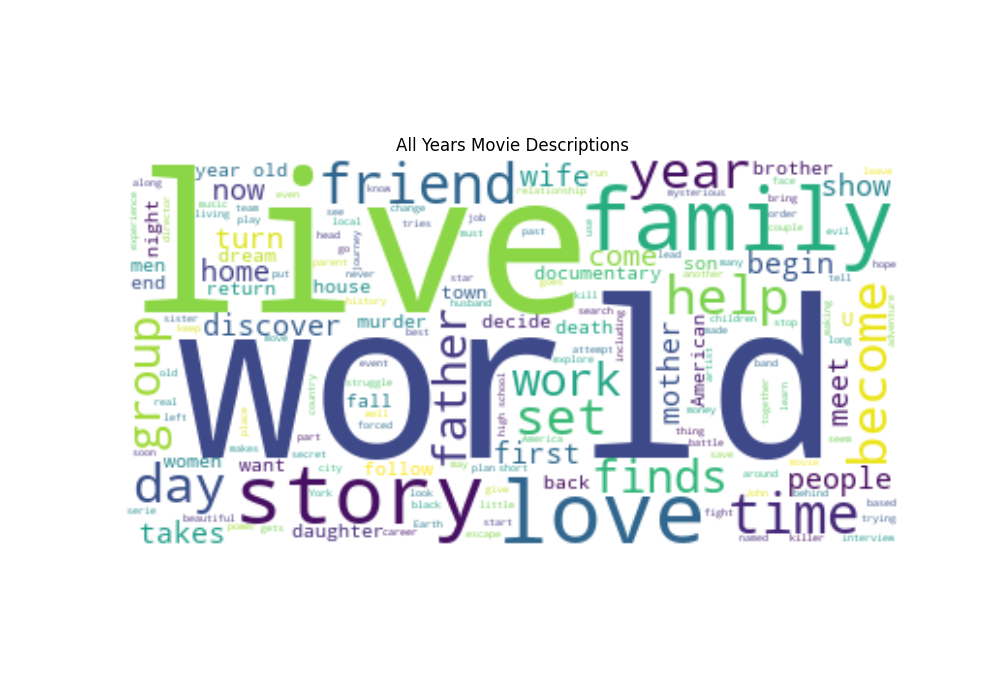 All Years Movie Descriptions
along
year old
friend
wife
run
year
brother
leave
now
even
know
relationship
mysterious
face
show
experience
director
night
music
living
team
play
live
change
tries
see
local
job
must
past
use
family
bring
order
couple
evil
turn
dream
head
go
journey
come
lead
son
many
begin
hope
men
end
home
put
parent
never
documentary
another
tell
return
house
history
star
goes
kill
help
town
husband
search
including
sister
keep
discover
murder
best
decide
death
children
made
stop
making
long
U
adventure
group
move
world
father
explore
attempt
mother
American
artist
become
event
work
band
meet
old
country
struggle
together
learn
real
left
place
fall
well
forced
high school
set
money
thing
battle
seem
soon
makes
part
secret
America
first
save
women
want
city
follow
may
plan
short
back
finds
around
movie
people
day
story
York
look
black
give
little
love
John
behind
time
based
serie
beautiful
power
gets
Earth
start
fight
trying
takes
daughter
career
escape
named
killer
interview